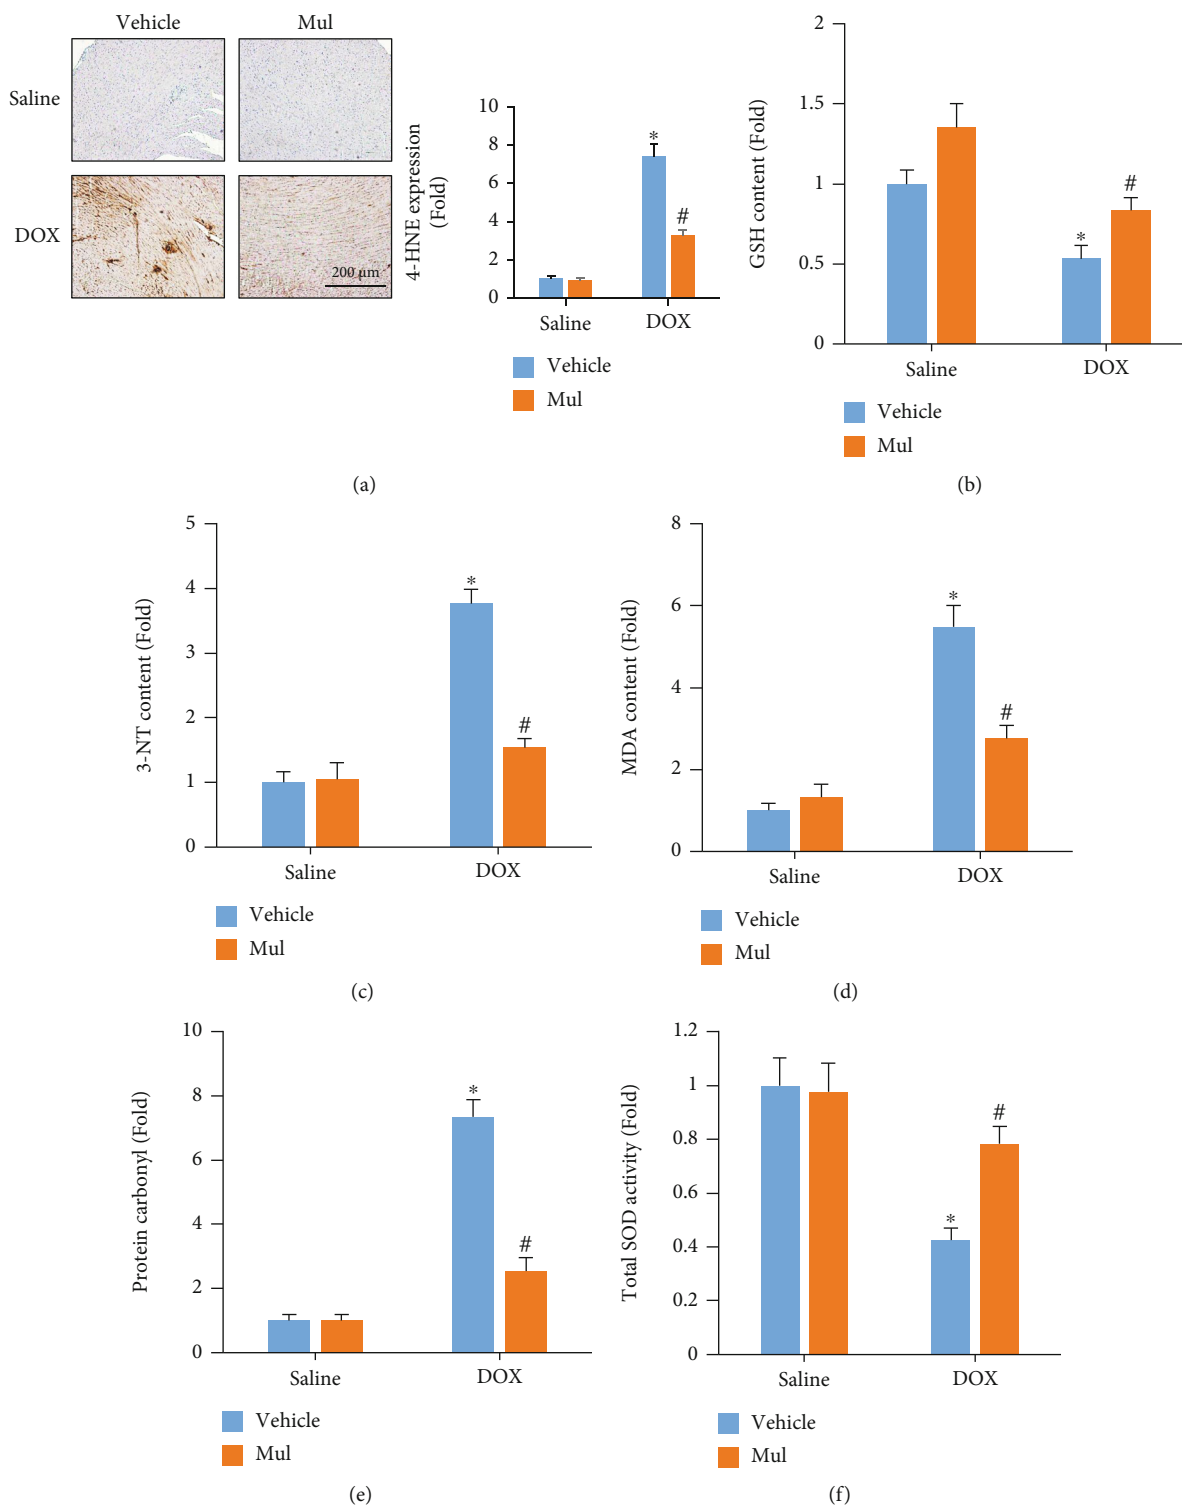 Vehicle Mul
Saline
DOX
200 μm
4-HNE expression
(Fold)
10
8
6
4
2
0
*
#
Saline DOX
Vehicle
Mul
(a)
GSH content (Fold)
2
1.5
1
0.5
0
*
#
Saline DOX
Vehicle
Mul
(b)
3-NT content (Fold)
5
4
3
2
1
0
*
#
Saline DOX
Vehicle
Mul
(c)
MDA content (Fold)
8
6
4
2
0
*
#
Saline DOX
Vehicle
Mul
(d)
Protein carbonyl (Fold)
10
8
6
4
2
0
*
#
Saline DOX
Vehicle
Mul
(e)
Total SOD activity (Fold)
1.2
1
0.8
0.6
0.4
0.2
0
*
#
Saline DOX
Vehicle
Mul
(f)